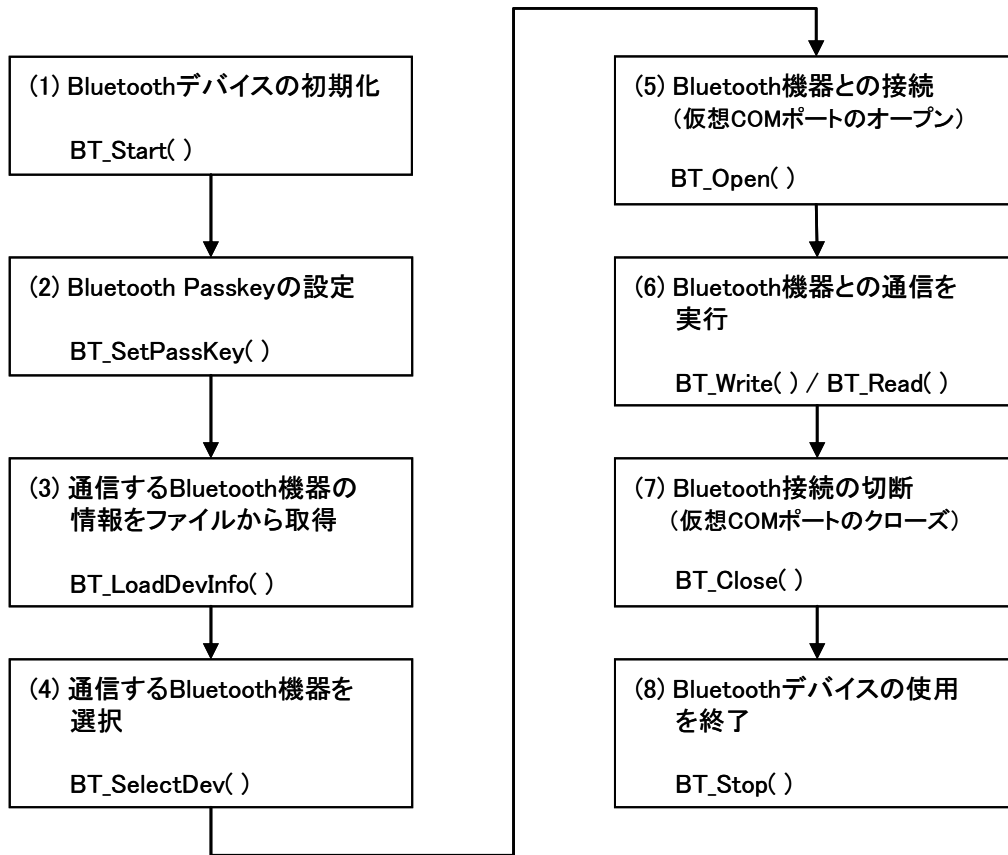 (1) Bluetoothデバイスの初期化
BT_Start( )
(2) Bluetooth Passkeyの設定
BT_SetPassKey( )
(3) 通信するBluetooth機器の
情報をファイルから取得
BT_LoadDevInfo( )
(4) 通信するBluetooth機器を
選択
BT_SelectDev( )
(5) Bluetooth機器との接続
(仮想COMポートのオープン)
BT_Open( )
(6) Bluetooth機器との通信を
実行
BT_Write( ) / BT_Read( )
(7) Bluetooth接続の切断
(仮想COMポートのクローズ)
BT_Close( )
(8) Bluetoothデバイスの使用
を終了
BT_Stop( )